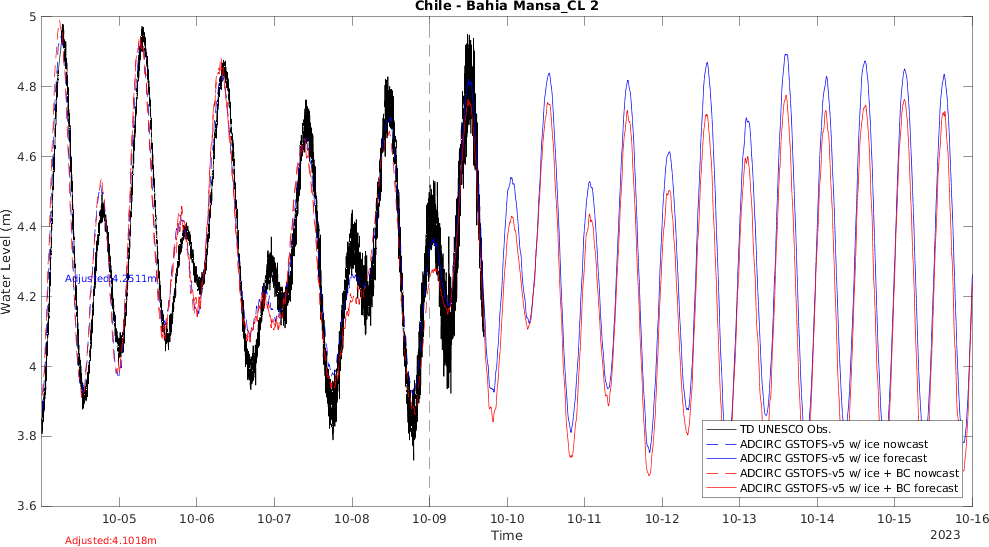 Chile - Bahia Mansa_CL 2
5
4.8
4.6
4.4
4.2
4
3.8
3.6
Water Level (m)
Adjusted:4.2511m
TD UNESCO Obs.
ADCIRC GSTOFS-v5 w/ ice nowcast
ADCIRC GSTOFS-v5 w/ ice forecast
ADCIRC GSTOFS-v5 w/ ice + BC nowcast
ADCIRC GSTOFS-v5 w/ ice + BC forecast
10-05 10-06 10-07 10-08 10-09 10-10 10-11 10-12 10-13 10-14 10-15 10-16
Time
2023
Adjusted:4.1018m